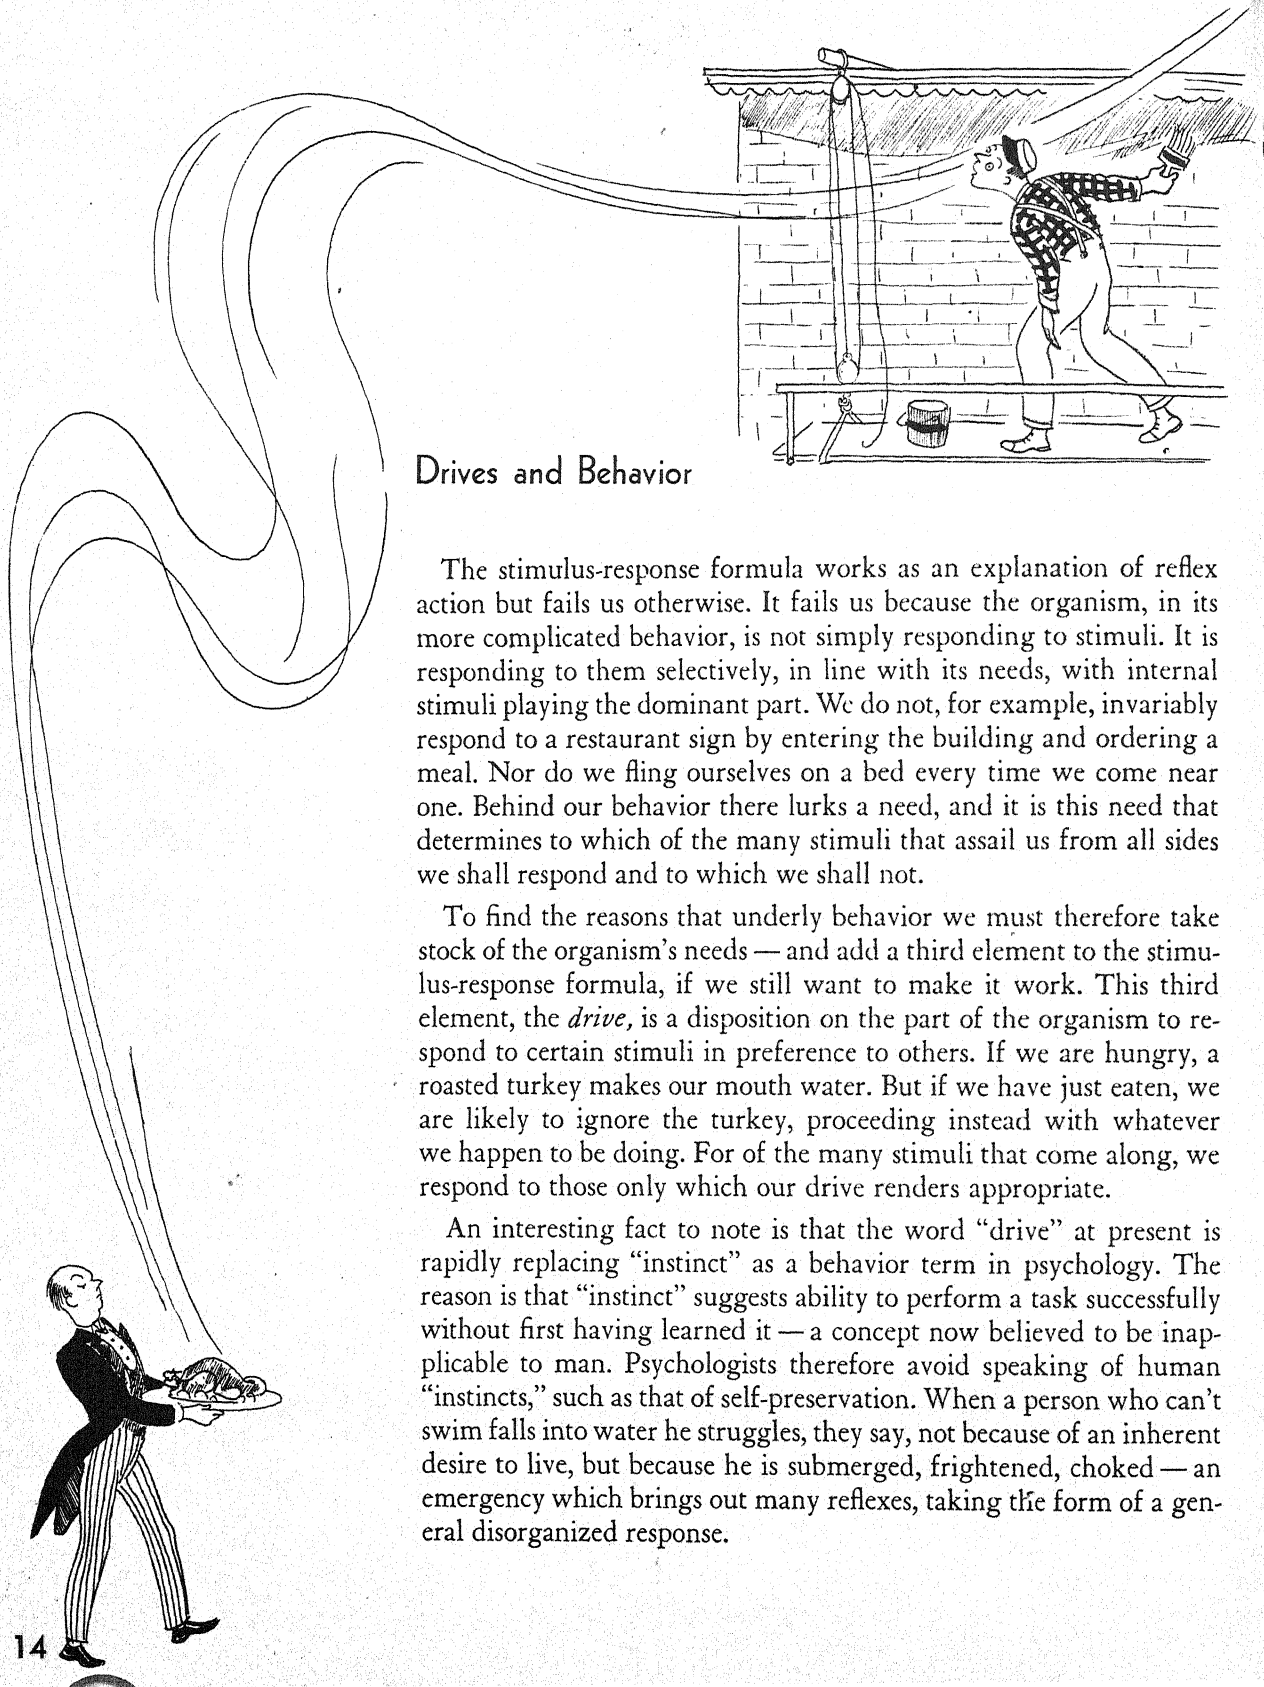 Drives and Behavior
The stimulus-response formula works as an explanation of reflex
action but fails us otherwise. It fails us because the organism, in its
more complicated behavior, is not simply responding to stimuli. It is
responding to them selectively, in line with its needs, with internal
stimuli playing the dominant part. We do not, for example, invariably
respond to a restaurant sign by entering the building and ordering a
meal. Nor do we fling ourselves on a bed every time we come near
one. Behind our behavior there lurks a need, and it is this need that
determines to which of the many stimuli that assail us from all sides
we shall respond and to which we shall not.
To find the reasons that underly behavior we must therefore take
stock of the organism's needs — and add a third element to the stimu-
lus-response formula, if we still want to make it work. This third
element, the drive, is a disposition on the part of the organism to re-
spond to certain stimuli in preference to others. If we are hungry, a
roasted turkey makes our mouth water. But if we have just eaten, we
are likely to ignore the turkey, proceeding instead with whatever
we happen to be doing. For of the many stimuli that come along, we
respond to those only which our drive renders appropriate.
An interesting fact to note is that the word "drive" at present is
rapidly replacing "instinct" as a behavior term in psychology. The
reason is that "instinct" suggests ability to perform a task successfully
without first having learned it — a concept now believed to be inap-
plicable to man. Psychologists therefore avoid speaking of human
"instincts," such as that of self-preservation. When a person who can't
swim falls into water he struggles, they say, not because of an inherent
desire to live, but because he is submerged, frightened, choked — an
emergency which brings out many reflexes, taking the form of a gen-
eral disorganized response.
14